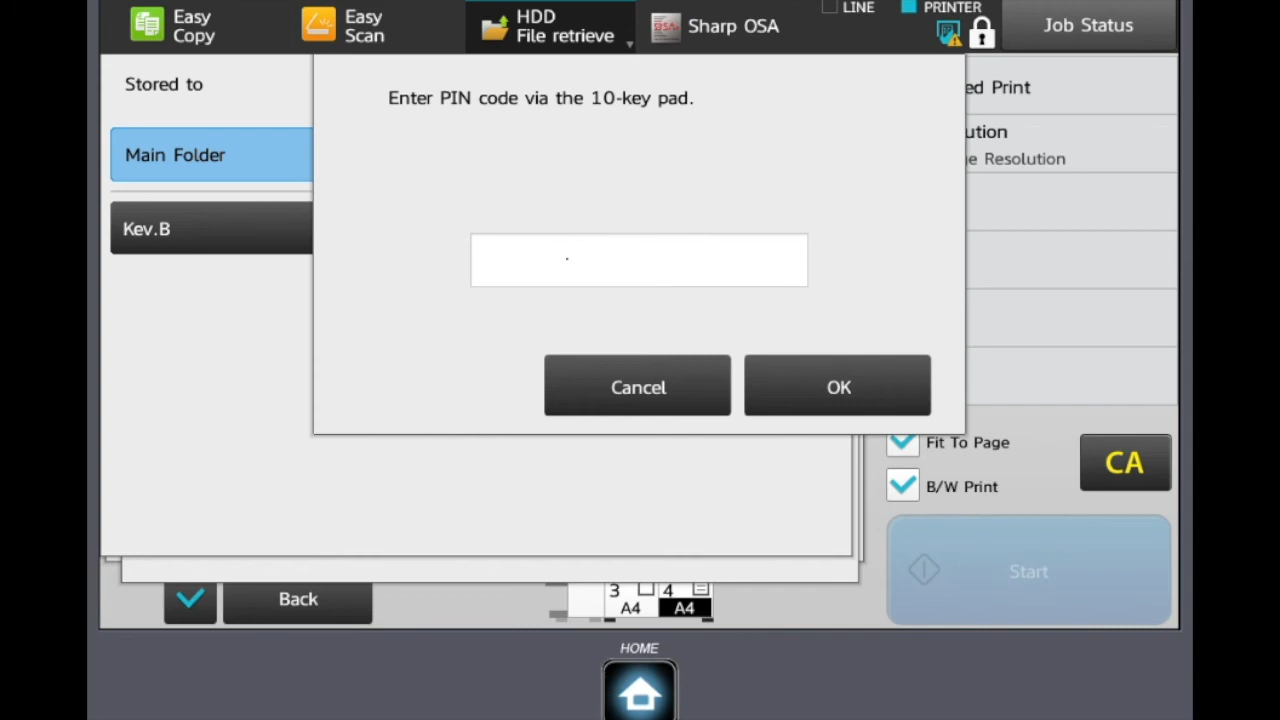 Easy
Copy
Easy
Scan
HDD
File retrieve
OSA
Sharp OSA
LINE
PRINTER
Job Status
Stored to
Main Folder
Kev.B
Enter PIN code via the 10-key pad.
Cancel
OK
ed Print
ution
e Resolution
Fit To Page
B/W Print
CA
Start
Back
3
4
A4
A4
HOME